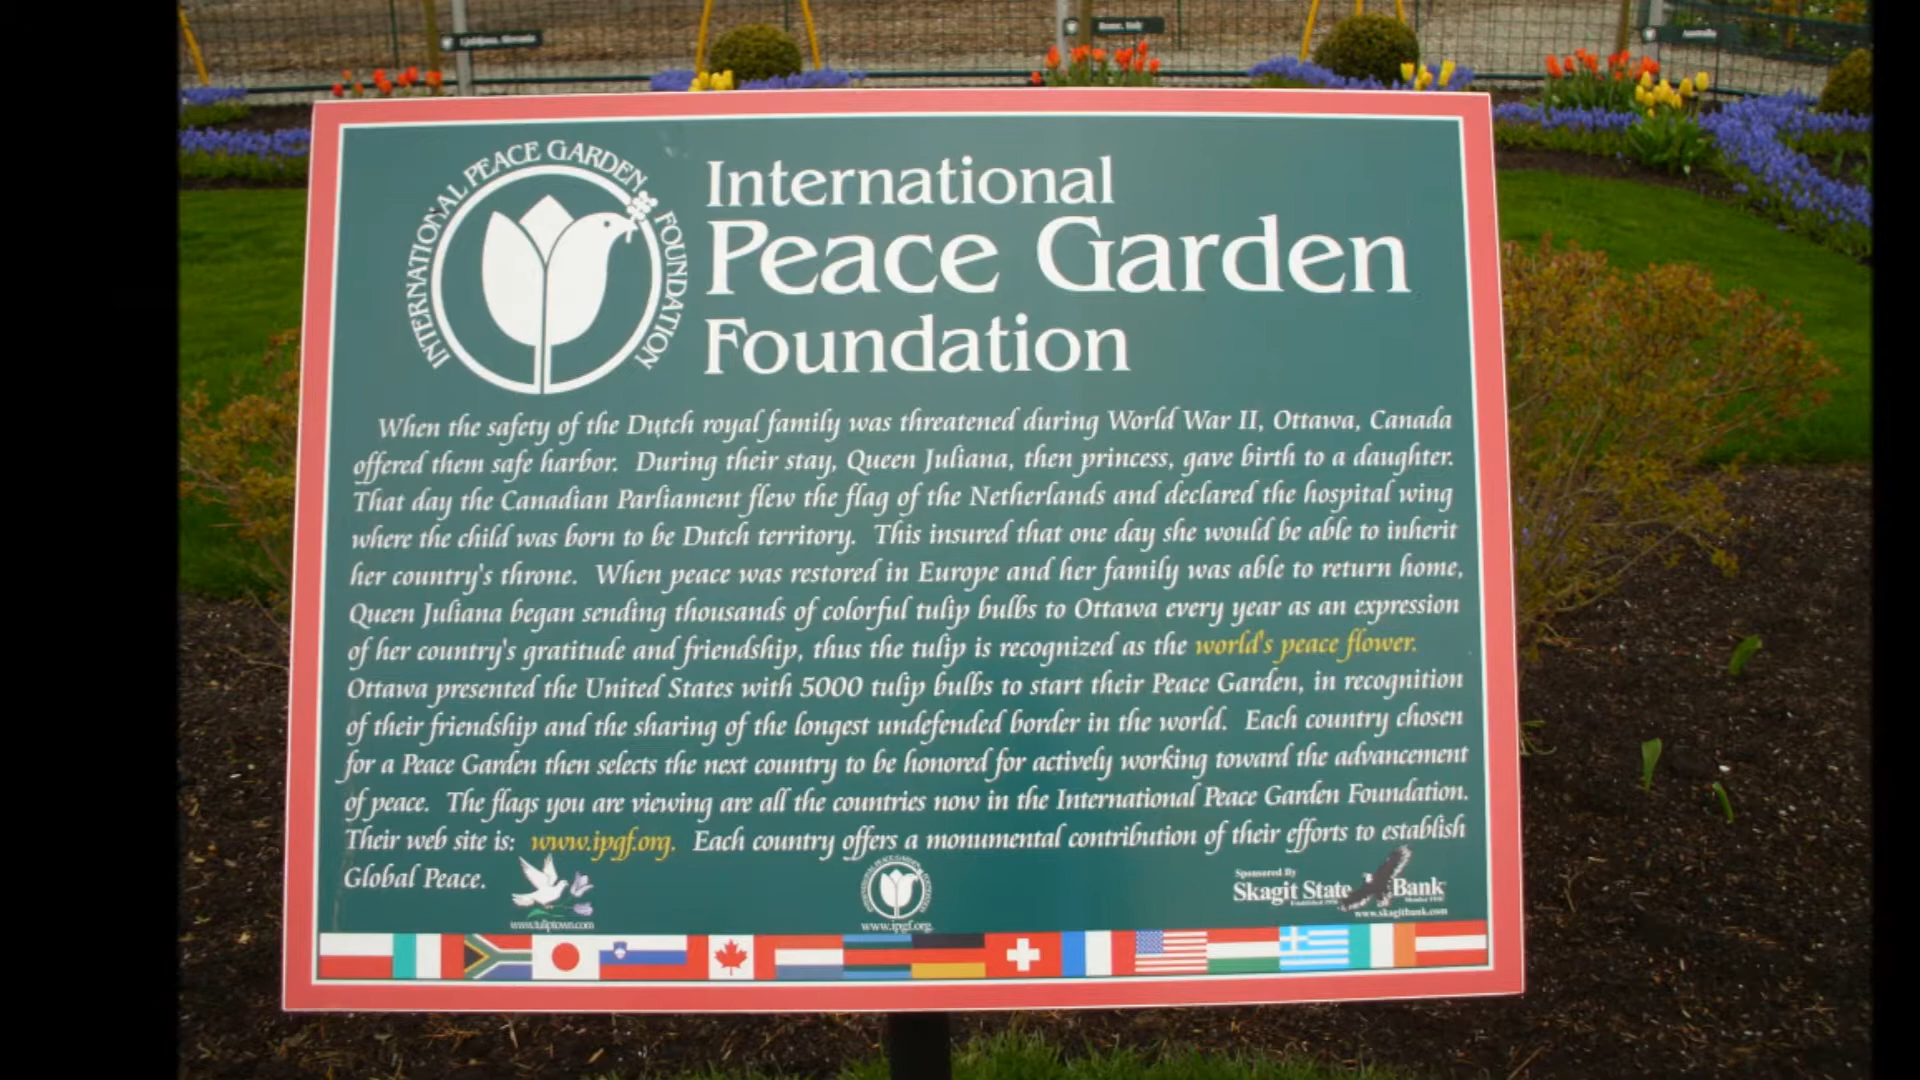 Ljubljana, Slovenia
Rome, Italy
Australia
INTERNATIONAL PEACE GARDEN FOUNDATION
International
Peace Garden
Foundation
When the safety of the Dutch royal family was threatened during World War II, Ottawa, Canada
offered them safe harbor. During their stay, Queen Juliana, then princess, gave birth to a daughter.
That day the Canadian Parliament flew the flag of the Netherlands and declared the hospital wing
where the child was born to be Dutch territory. This insured that one day she would be able to inherit
her country's throne. When peace was restored in Europe and her family was able to return home,
Queen Juliana began sending thousands of colorful tulip bulbs to Ottawa every year as an expression
of her country's gratitude and friendship, thus the tulip is recognized as the world's peace flower.
Ottawa presented the United States with 5000 tulip bulbs to start their Peace Garden, in recognition
of their friendship and the sharing of the longest undefended border in the world. Each country chosen
for a Peace Garden then selects the next country to be honored for actively working toward the advancement
of peace. The flags you are viewing are all the countries now in the International Peace Garden Foundation.
Their web site is: www.ipgf.org. Each country offers a monumental contribution of their efforts to establish
Global Peace.
www.tuliptown.com
INTERNATIONAL PEACE GARDEN FOUNDATION
www.ipgf.org
Sponsored By
Skagit State Bank
www.skagitbank.com